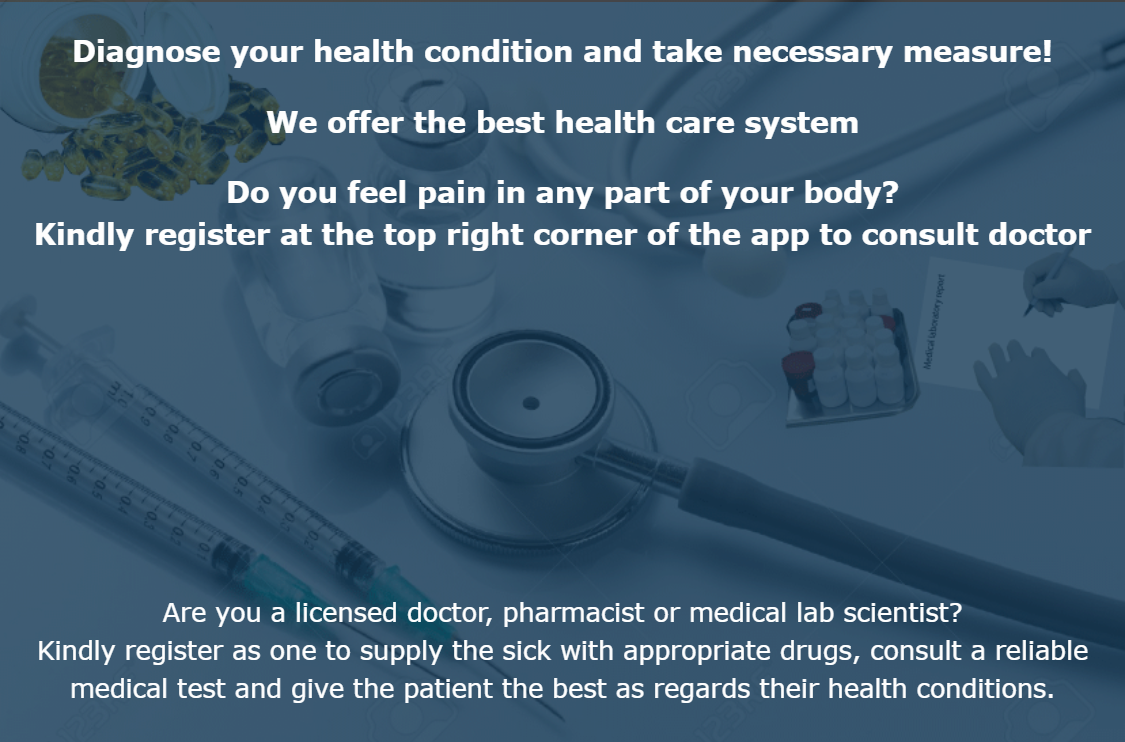 Diagnose your health condition and take necessary measure!
We offer the best health care system
Do you feel pain in any part of your body?
Kindly register at the top right corner of the app to consult doctor
Medical laboratory report
Are you a licensed doctor, pharmacist or medical lab scientist?
Kindly register as one to supply the sick with appropriate drugs, consult a reliable
medical test and give the patient the best as regards their health conditions.